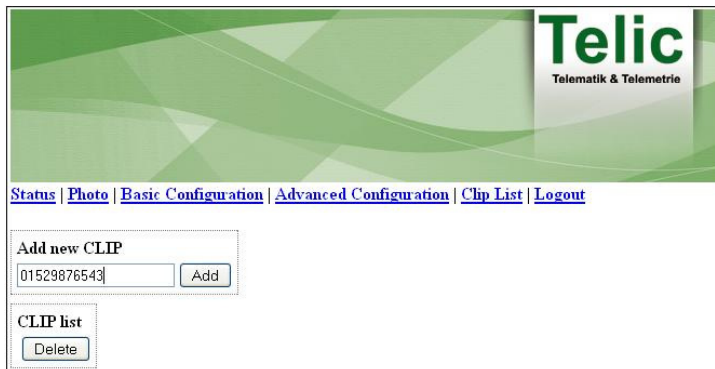 Telic
Telematik & Telemetrie
Status | Photo | Basic Configuration | Advanced Configuration | Clip List | Logout
Add new CLIP
01529876543 Add
CLIP list
Delete